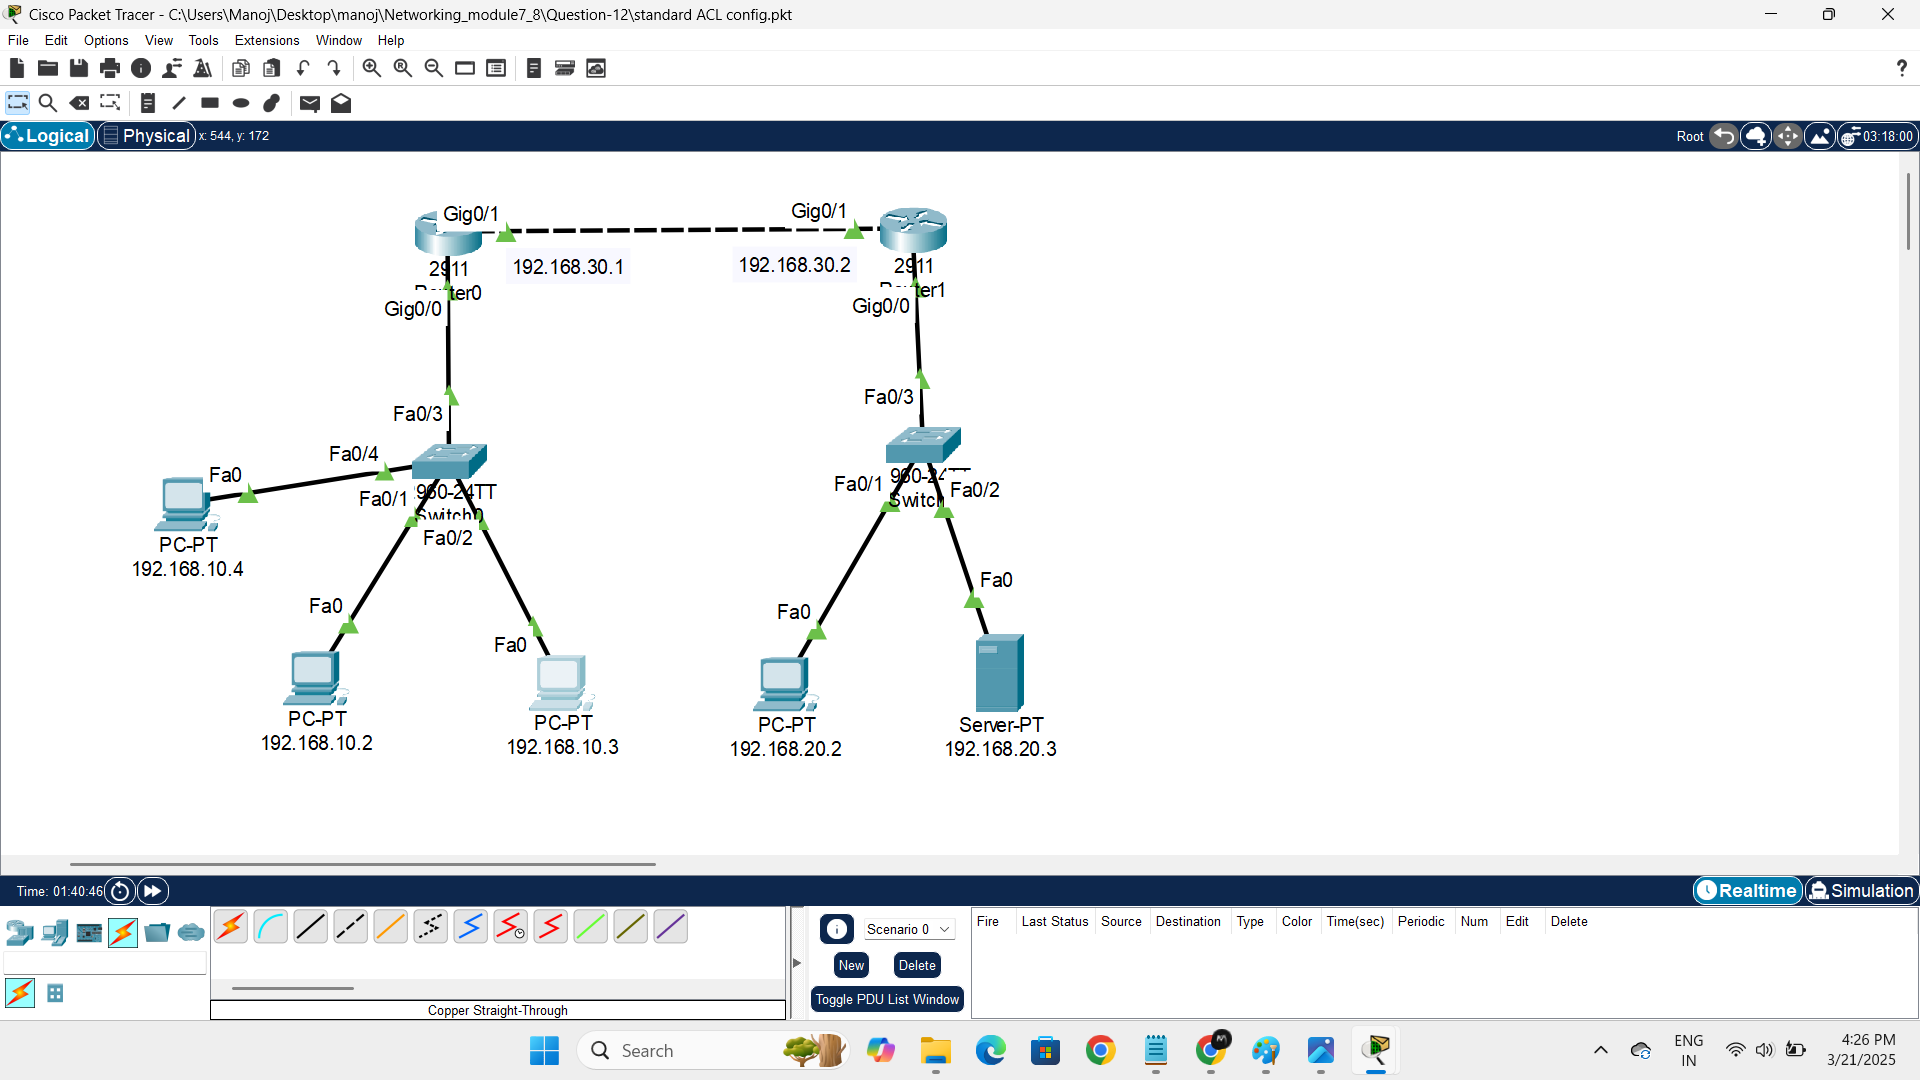 Cisco Packet Tracer - C:\Users\Manoj\Desktop\manoj\Networking_module7_8\Question-12\standard ACL config.pkt
File Edit Options View Tools Extensions Window Help
?
Logical Physical x: 544, y: 172 Root 03:18:00
Gig0/1 Gig0/1
192.168.30.1 192.168.30.2
2911 2911
Router0 Router1
Gig0/0 Gig0/0
Fa0/3 Fa0/3
Fa0/4
Fa0 Fa0/1 960-24TT Fa0/1 960-24TT Fa0/2
Switch0 Switch
Fa0/2
PC-PT
192.168.10.4
Fa0 Fa0 Fa0 Fa0
PC-PT PC-PT PC-PT Server-PT
192.168.10.2 192.168.10.3 192.168.20.2 192.168.20.3
Time: 01:40:46 Realtime Simulation
Scenario 0
New Delete
Toggle PDU List Window
Fire Last Status Source Destination Type Color Time(sec) Periodic Num Edit Delete
Copper Straight-Through
Search
M
ENG
IN
4:26 PM
3/21/2025